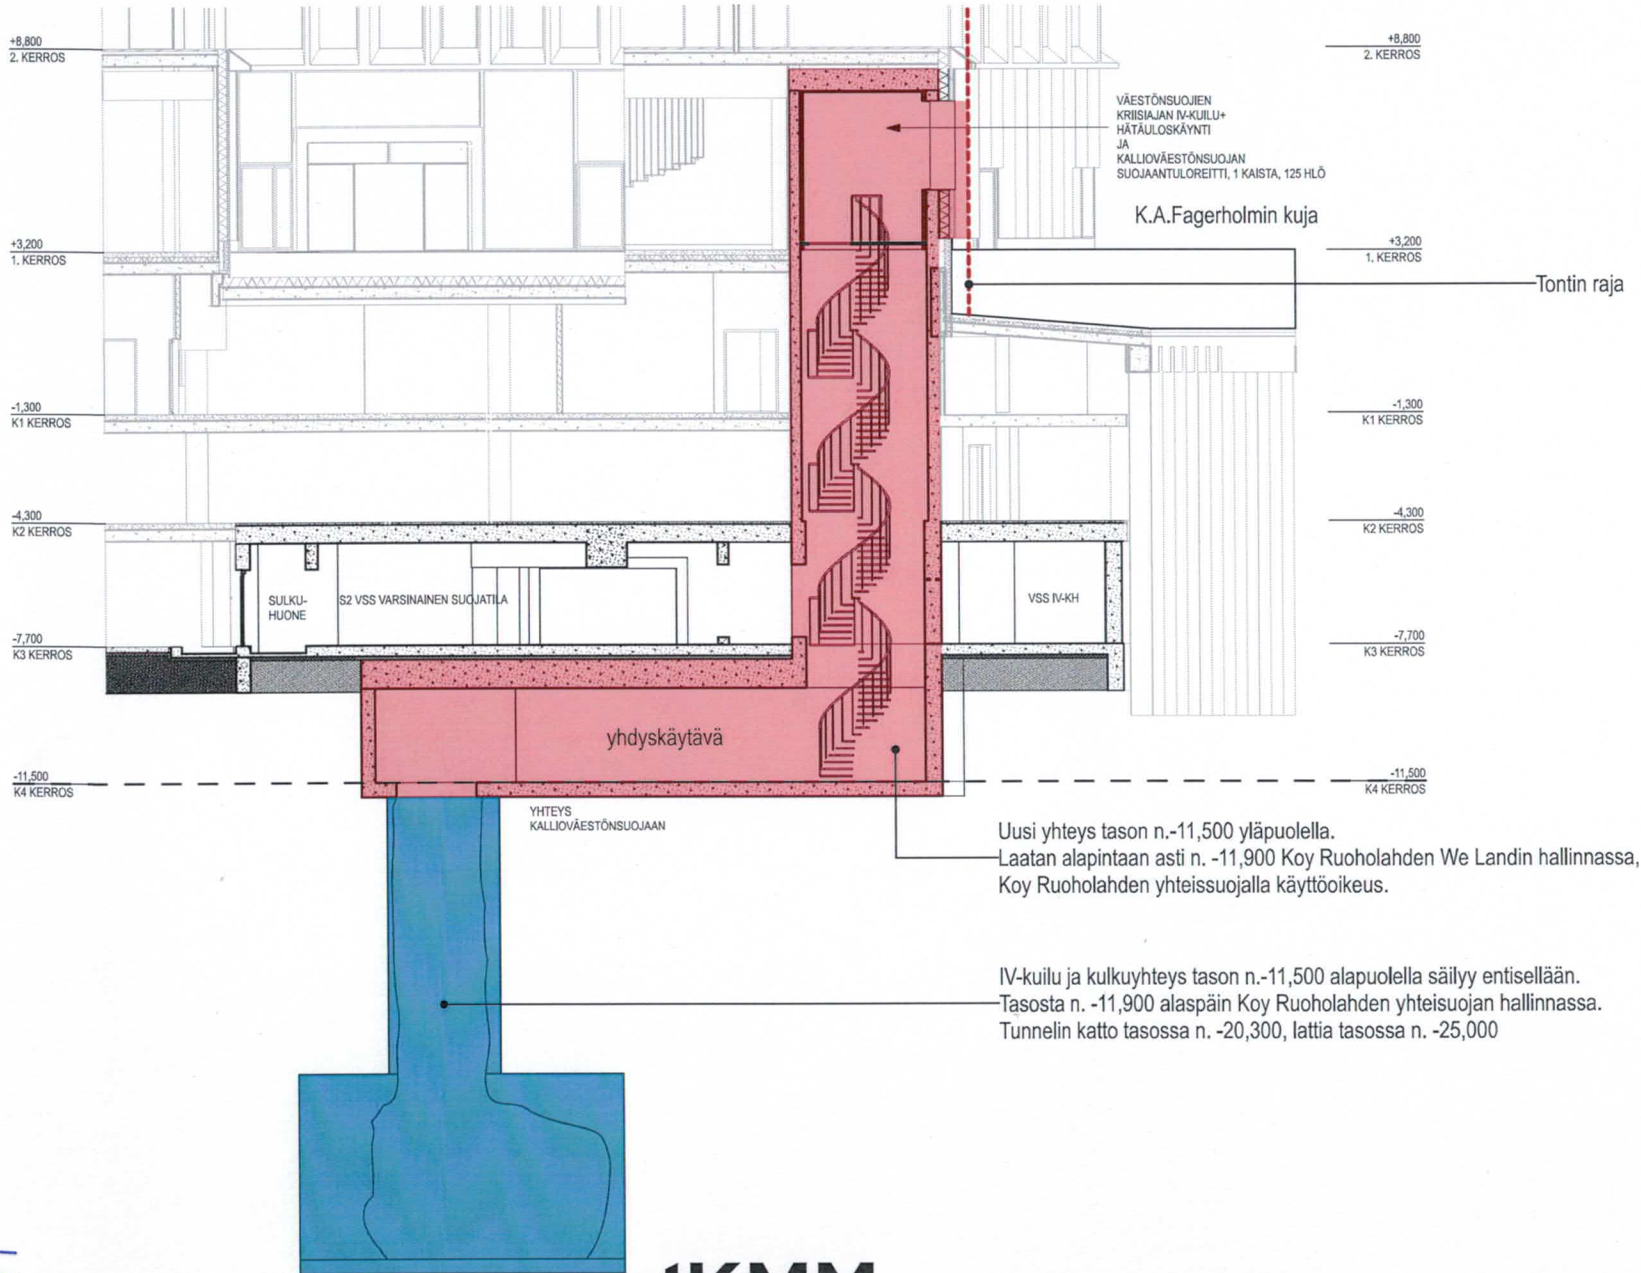 +8,800
2. KERROS
+8,800
2. KERROS
VÄESTÖNSUOJIEN
KRIISIAJAN IV-KUILU+
HÄTÄULOSKÄYNTI
JA
KALLIOVÄESTÖNSUOJAN
SUOJAANTULOREITTI, 1 KAISTA, 125 HLÖ
K.A.Fagerholmin kuja
+3,200
1. KERROS
+3,200
1. KERROS
Tontin raja
-1,300
K1 KERROS
-1,300
K1 KERROS
-4,300
K2 KERROS
-4,300
K2 KERROS
SULKU-
HUONE
S2 VSS VARSINAINEN SUOJATILA
VSS IV-KH
-7,700
K3 KERROS
-7,700
K3 KERROS
yhdyskäytävä
-11,500
K4 KERROS
-11,500
K4 KERROS
YHTEYS
KALLIOVÄESTÖNSUOJAAN
Uusi yhteys tason n.-11,500 yläpuolella.
Laatan alapintaan asti n. -11,900 Koy Ruoholahden We Landin hallinnassa,
Koy Ruoholahden yhteissuojalla käyttöoikeus.
IV-kuilu ja kulkuyhteys tason n.-11,500 alapuolella säilyy entisellään.
Tasosta n. -11,900 alaspäin Koy Ruoholahden yhteisuojan hallinnassa.
Tunnelin katto tasossa n. -20,300, lattia tasossa n. -25,000